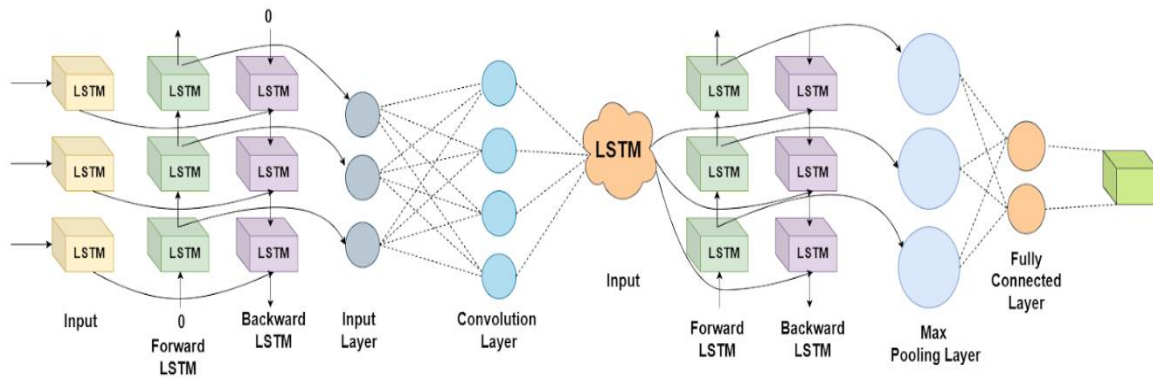 0
LSTM LSTM LSTM
LSTM LSTM LSTM
LSTM LSTM LSTM
Input
0
Forward
LSTM
Backward
LSTM
Input
Layer
Convolution
Layer
LSTM
Input
LSTM LSTM
LSTM LSTM
LSTM LSTM
Forward
LSTM
Backward
LSTM
Max
Pooling Layer
Fully
Connected
Layer